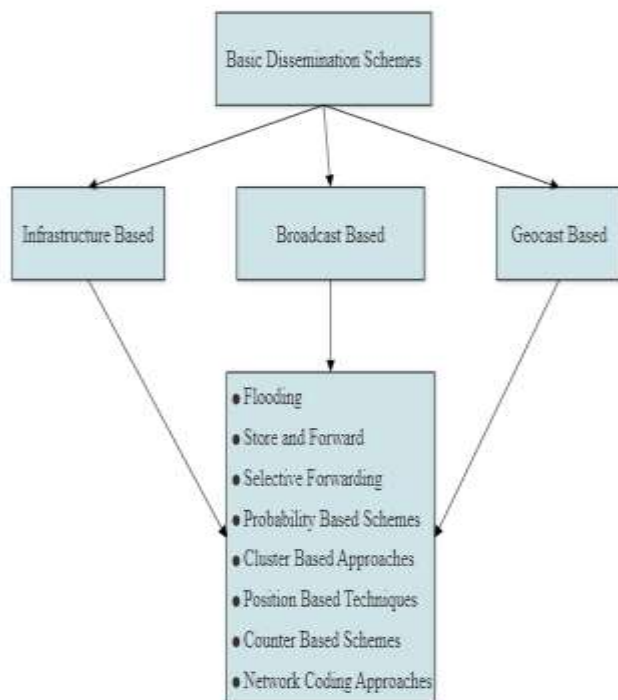 Basic Dissemination Schemes
Infrastructure Based
Broadcast Based
Geocast Based
● Flooding
● Store and Forward
● Selective Forwarding
● Probability Based Schemes
● Cluster Based Approaches
● Position Based Techniques
● Counter Based Schemes
● Network Coding Approaches